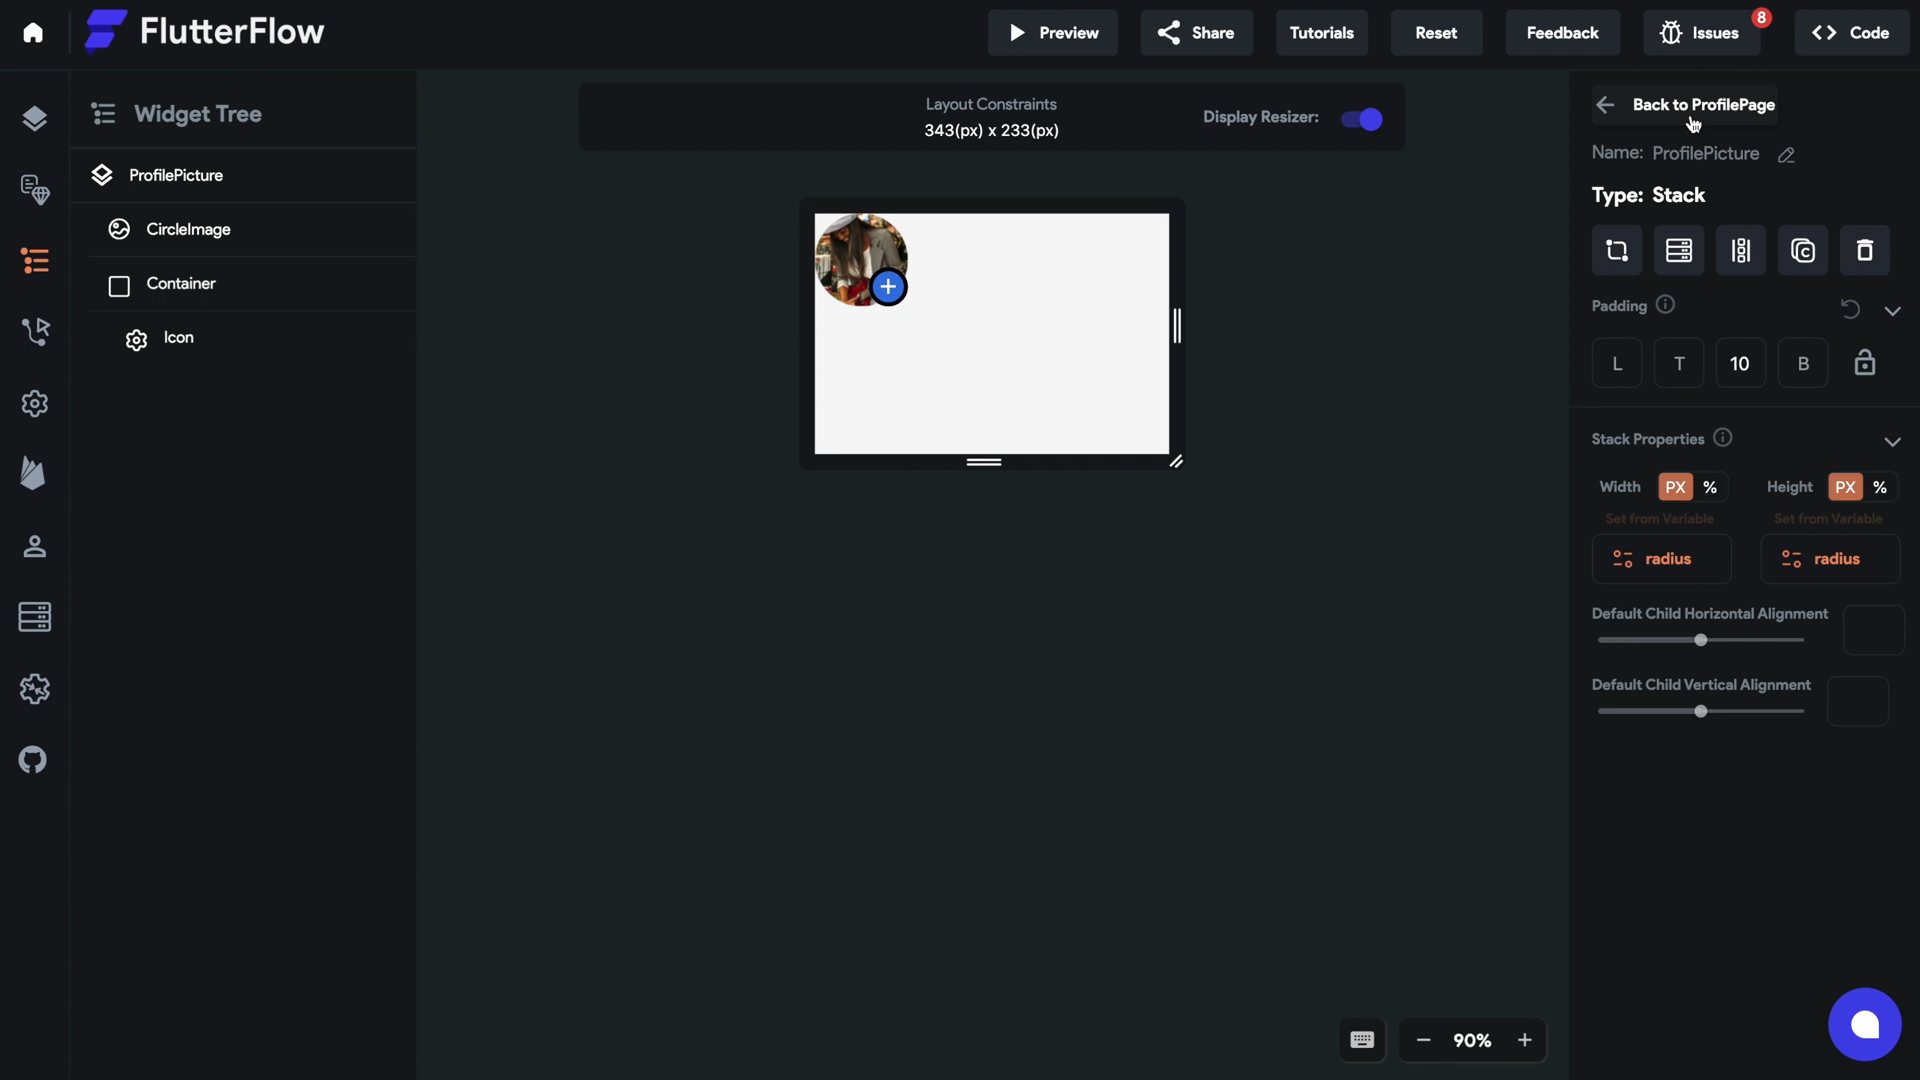 FlutterFlow
Preview
Share
Tutorials
Reset
Feedback
Issues
8
Code
Widget Tree
ProfilePicture
CircleImage
Container
Icon
Layout Constraints
343(px) x 233(px)
Display Resizer:
Back to ProfilePage
Name: ProfilePicture
Type: Stack
Padding
L
T
10
B
Stack Properties
Width PX %
Height PX %
Set from Variable
Set from Variable
radius
radius
Default Child Horizontal Alignment
Default Child Vertical Alignment
90%